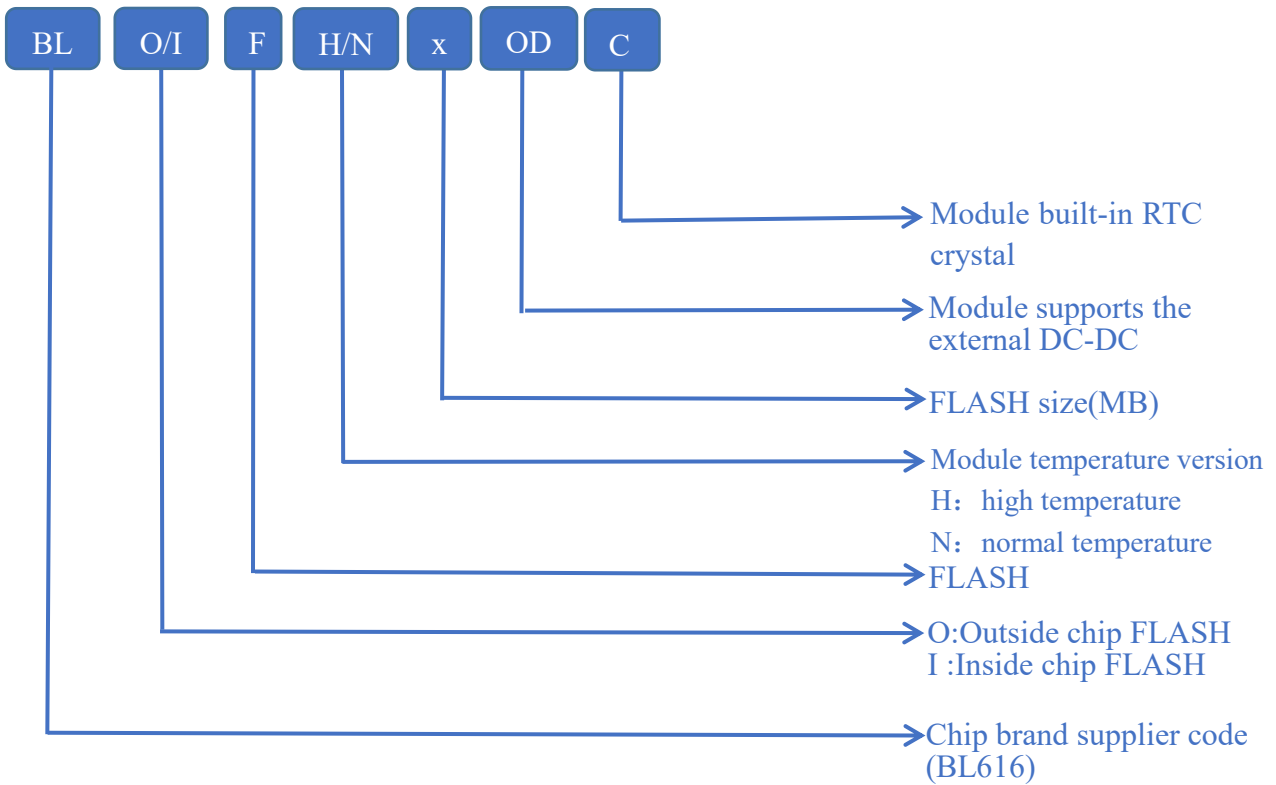 BL O/I F H/N x OD C
Module built-in RTC
crystal
Module supports the
external DC-DC
FLASH size(MB)
Module temperature version
H： high temperature
N： normal temperature
FLASH
O:Outside chip FLASH
I :Inside chip FLASH
Chip brand supplier code
(BL616)